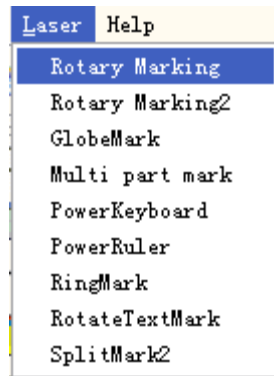 Laser Help
Rotary Marking
Rotary Marking2
GlobeMark
Multi part mark
PowerKeyboard
PowerRuler
RingMark
RotateTextMark
SplitMark2